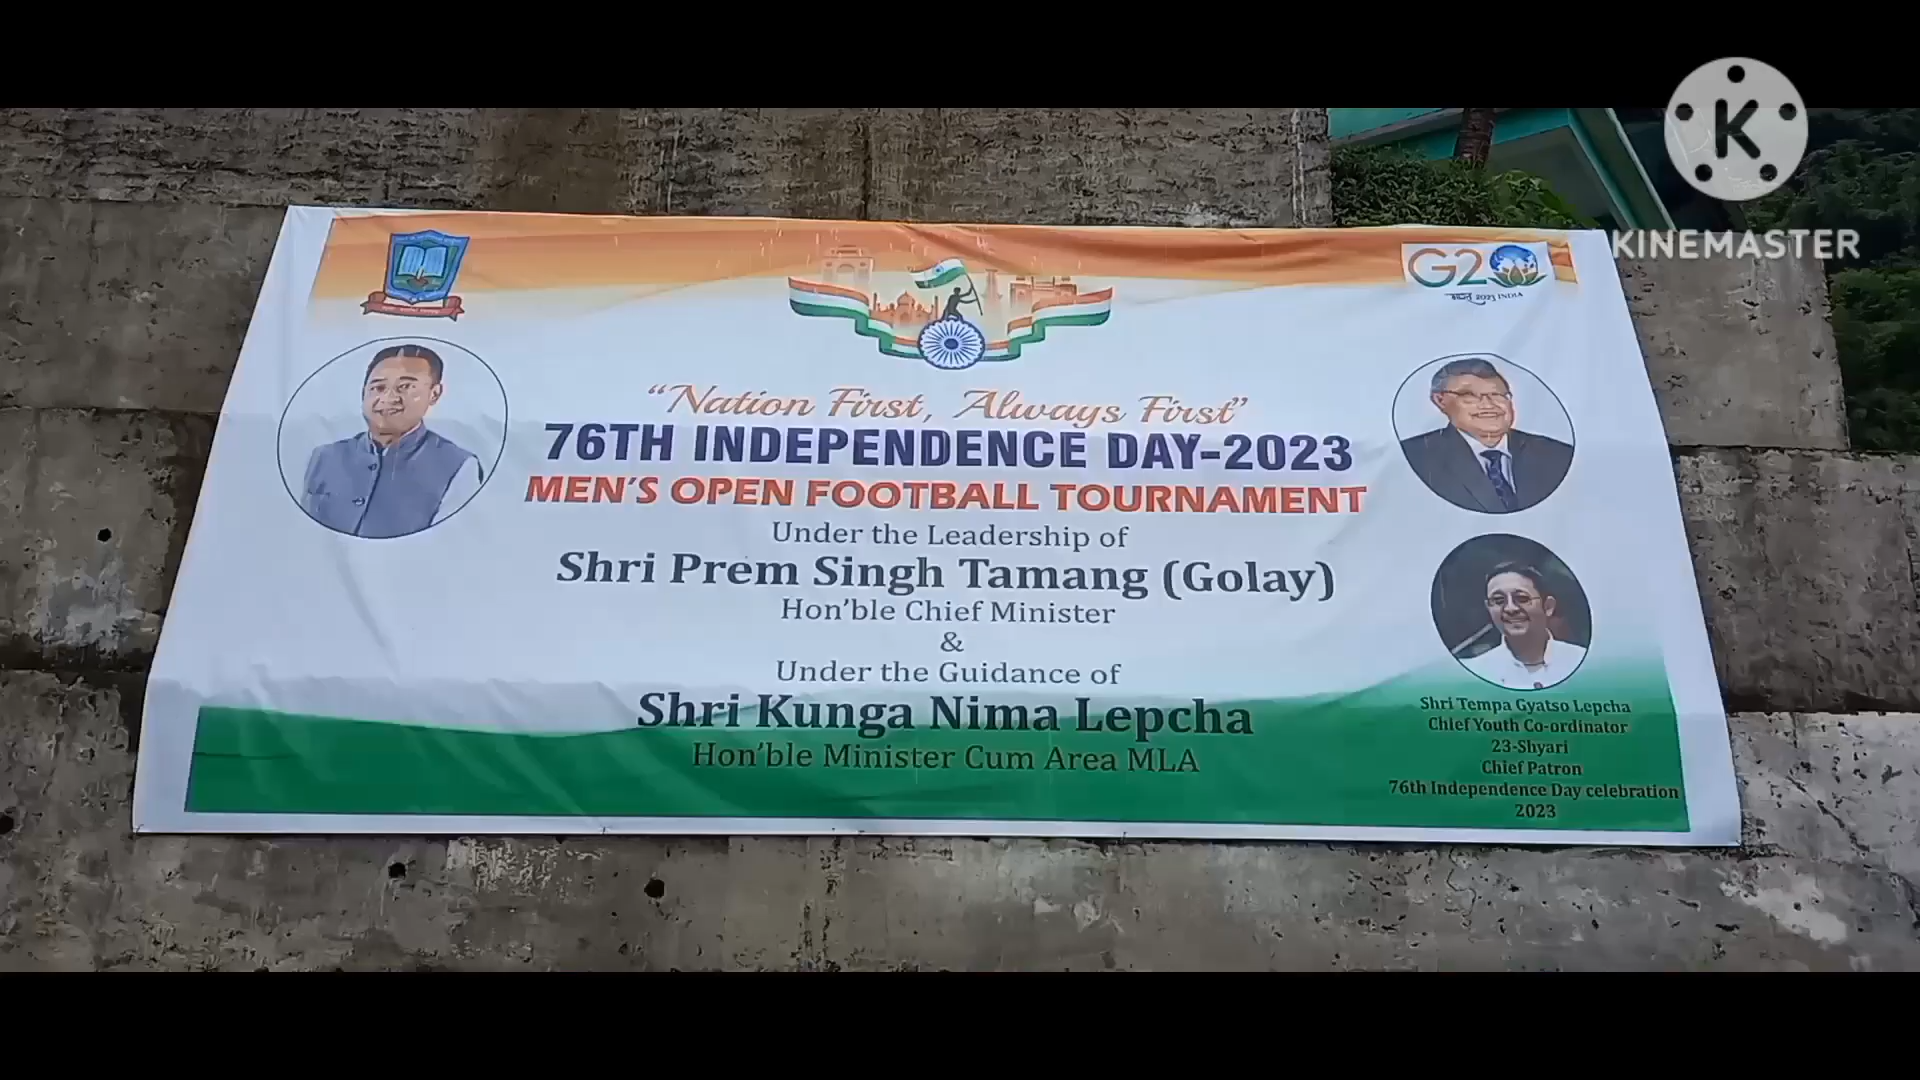 KINEMASTER
G20
2023 INDIA
"Nation First, Always First"
76TH INDEPENDENCE DAY-2023
MEN'S OPEN FOOTBALL TOURNAMENT
Under the Leadership of
Shri Prem Singh Tamang (Golay)
Hon'ble Chief Minister
&
Under the Guidance of
Shri Kunga Nima Lepcha
Hon'ble Minister Cum Area MLA
Shri Tempa Gyatso Lepcha
Chief Youth Co-ordinator
23-Shyari
Chief Patron
76th Independence Day celebration
2023